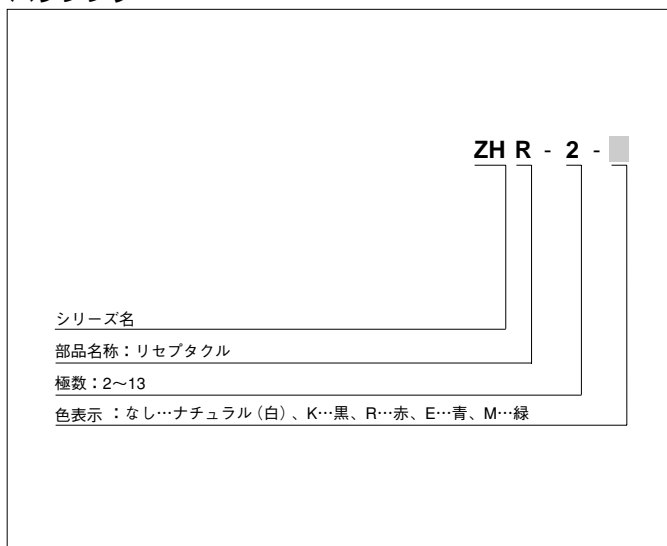 ZH R - 2 -
シリーズ名
部品名称：リセプタクル
極数：2〜13
色表示 ：なし…ナチュラル（白）、K…黒、R…赤、E…青、M…緑